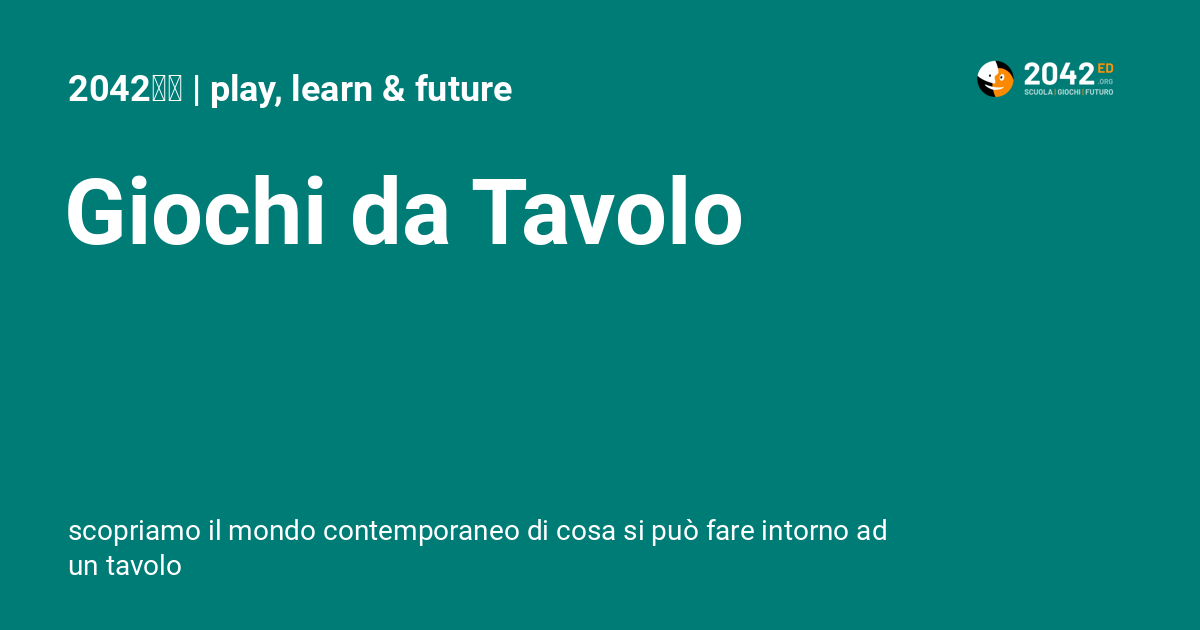 2042 | play, learn & future
2042 ED
.ORG
SCUOLA | GIOCHI | FUTURO
Giochi da Tavolo
scopriamo il mondo contemporaneo di cosa si può fare intorno ad
un tavolo